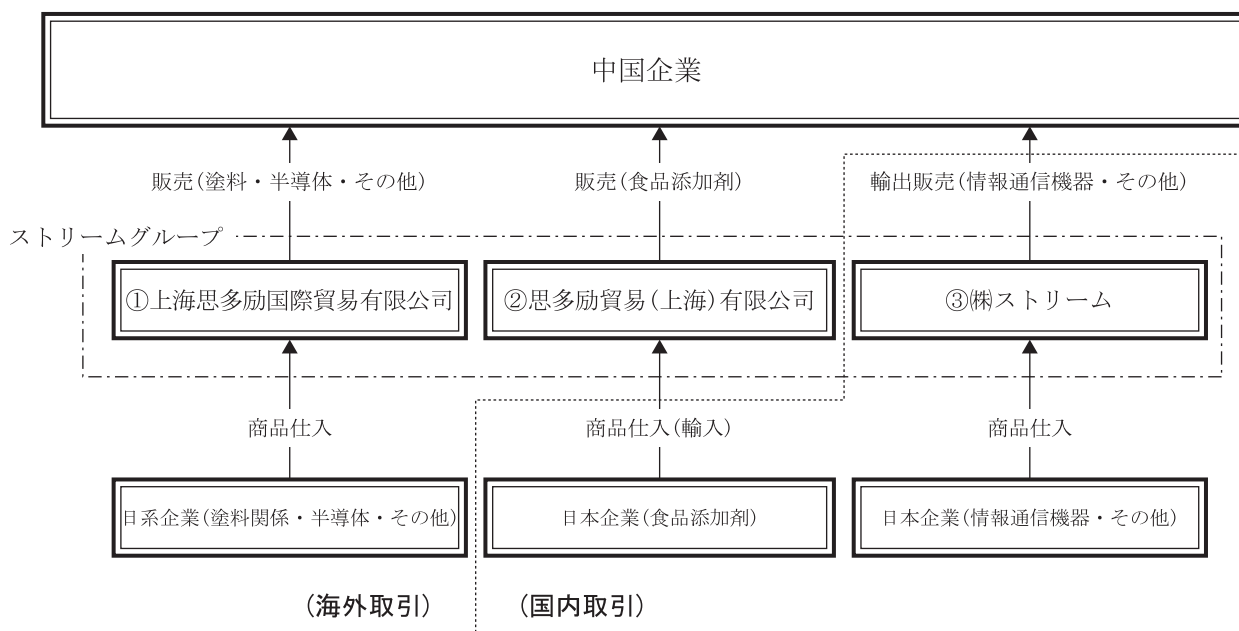 中国企業
販売(塗料・半導体・その他)
販売(食品添加剤)
輸出販売(情報通信機器・その他)
ストリームグループ
①上海思多励国際貿易有限公司
②思多励貿易(上海)有限公司
③㈱ストリーム
商品仕入
商品仕入(輸入)
商品仕入
日系企業(塗料関係・半導体・その他)
日本企業(食品添加剤)
日本企業(情報通信機器・その他)
(海外取引)
(国内取引)